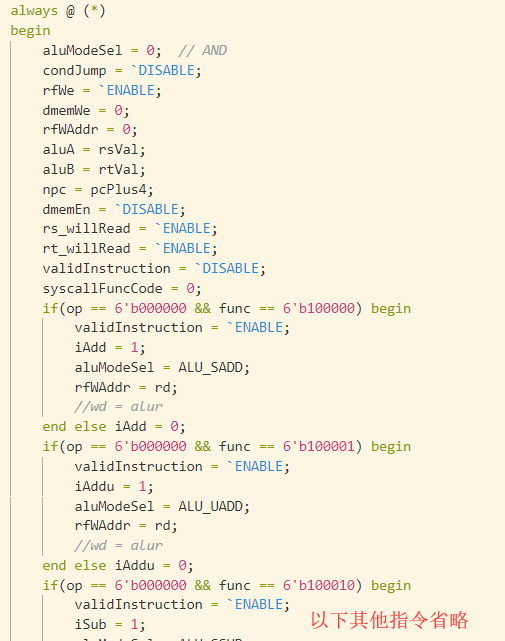 always @ (*)
begin
    aluModeSel = 0;  // AND
    condJump = `DISABLE;
    rfWe = `ENABLE;
    dmemWe = 0;
    rfWAddr = 0;
    aluA = rsVal;
    aluB = rtVal;
    npc = pcPlus4;
    dmemEn = `DISABLE;
    rs_willRead = `ENABLE;
    rt_willRead = `ENABLE;
    validInstruction = `DISABLE;
    syscallFuncCode = 0;
    if(op == 6'b000000 && func == 6'b100000) begin
        validInstruction = `ENABLE;
        iAdd = 1;
        aluModeSel = ALU_SADD;
        rfWAddr = rd;
        //wd = alur
    end else iAdd = 0;
    if(op == 6'b000000 && func == 6'b100001) begin
        validInstruction = `ENABLE;
        iAddu = 1;
        aluModeSel = ALU_UADD;
        rfWAddr = rd;
        //wd = alur
    end else iAddu = 0;
    if(op == 6'b000000 && func == 6'b100010) begin
        validInstruction = `ENABLE;
        iSub = 1;
以下其他指令省略